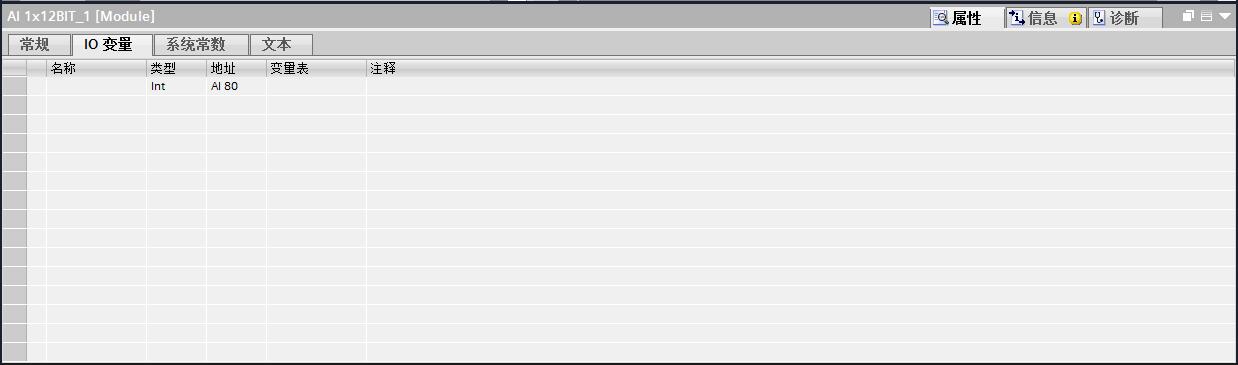 AI 1x12BIT_1 [Module]
属性 信息 诊断
常规 IO 变量 系统常数 文本
名称 类型 地址 变量表 注释
Int AI 80